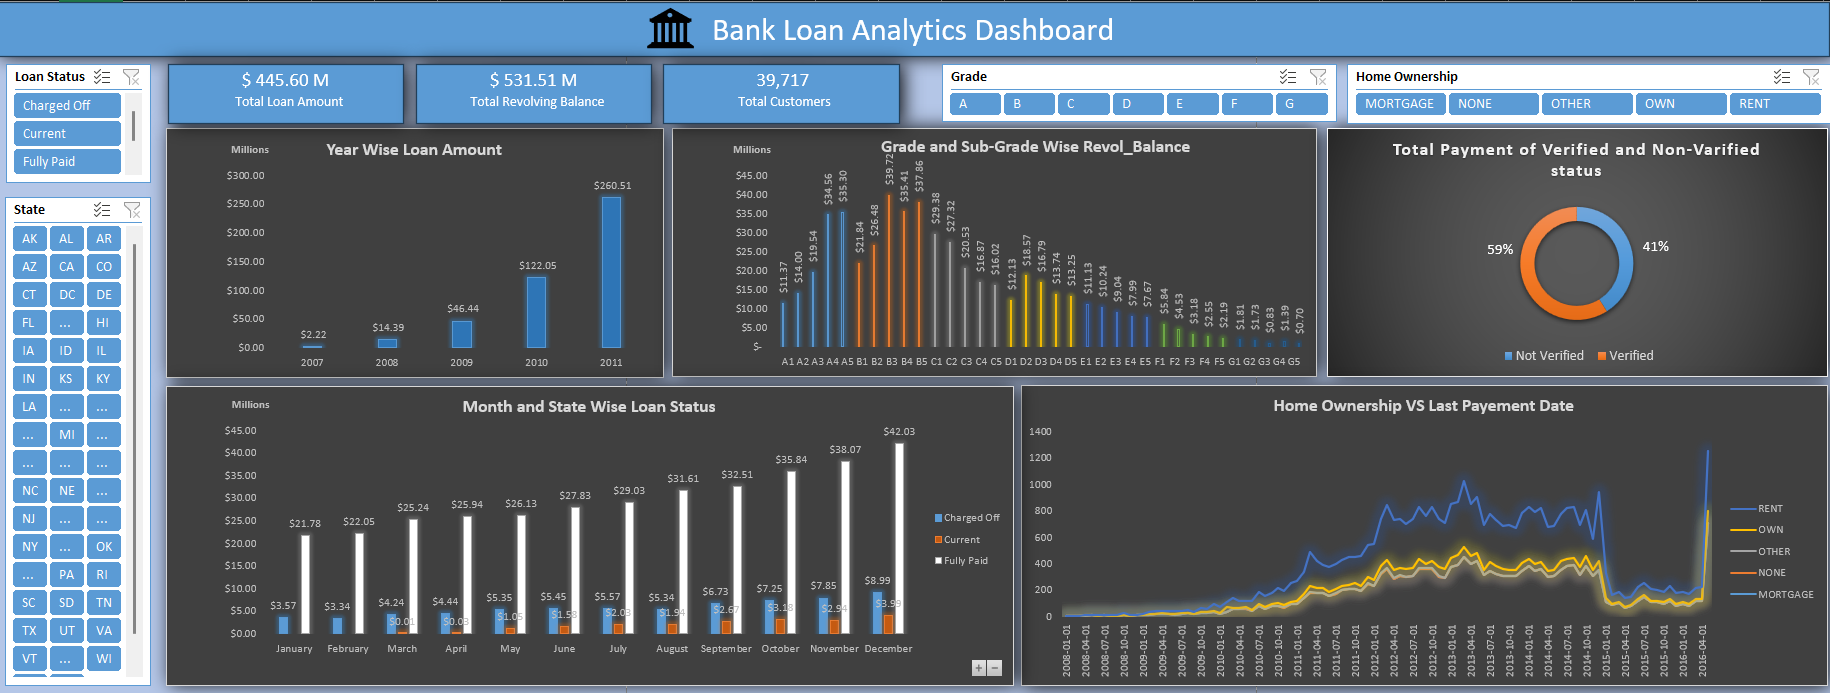 Bank Loan Analytics Dashboard
Loan Status
Charged Off
Current
Fully Paid
$ 445.60 M
Total Loan Amount
$ 531.51 M
Total Revolving Balance
39,717
Total Customers
Grade
A B C D E F G
Home Ownership
MORTGAGE NONE OTHER OWN RENT
State
AK AL AR
AZ CA CO
CT DC DE
FL ... HI
IA ID IL
IN KS KY
LA ... ...
... MI ...
... ... ...
NC NE ...
NJ ... ...
NY ... OK
... PA RI
SC SD TN
TX UT VA
VT ... WI
Millions
Year Wise Loan Amount
$300.00
$250.00
$200.00
$150.00
$100.00
$50.00
$0.00
$2.22 $14.39 $46.44 $122.05 $260.51
2007 2008 2009 2010 2011
Millions
Grade and Sub-Grade Wise Revol_Balance
$45.00
$40.00
$35.00
$30.00
$25.00
$20.00
$15.00
$10.00
$5.00
$-
$11.37 $14.00 $19.54 $34.56 $35.30 $21.84 $26.48 $39.72 $35.41 $37.86 $29.38 $27.32 $20.53 $16.87 $16.02 $12.13 $18.57 $16.79 $13.74 $13.25 $11.13 $10.24 $9.04 $7.99 $7.67 $5.84 $4.53 $3.18 $2.55 $2.19 $1.81 $1.73 $0.83 $1.39 $0.70
A1 A2 A3 A4 A5 B1 B2 B3 B4 B5 C1 C2 C3 C4 C5 D1 D2 D3 D4 D5 E1 E2 E3 E4 E5 F1 F2 F3 F4 F5 G1 G2 G3 G4 G5
Total Payment of Verified and Non-Varified
status
59%
41%
Not Verified Verified
Millions
Month and State Wise Loan Status
$45.00
$40.00
$35.00
$30.00
$25.00
$20.00
$15.00
$10.00
$5.00
$0.00
$21.78 $22.05 $25.24 $25.94 $26.13 $27.83 $29.03 $31.61 $32.51 $35.84 $38.07 $42.03
$3.57 $3.34 $4.24 $4.44 $5.35 $5.45 $5.57 $5.34 $6.73 $7.25 $7.85 $8.99
$0.01 $0.03 $1.05 $1.58 $2.03 $1.94 $2.67 $3.18 $2.94 $3.99
January February March April May June July August September October November December
Charged Off
Current
Fully Paid
Home Ownership VS Last Payement Date
1400
1200
1000
800
600
400
200
0
2008-01-01 2008-04-01 2008-07-01 2008-10-01 2009-01-01 2009-04-01 2009-07-01 2009-10-01 2010-01-01 2010-04-01 2010-07-01 2010-10-01 2011-01-01 2011-04-01 2011-07-01 2011-10-01 2012-01-01 2012-04-01 2012-07-01 2012-10-01 2013-01-01 2013-04-01 2013-07-01 2013-10-01 2014-01-01 2014-04-01 2014-07-01 2014-10-01 2015-01-01 2015-04-01 2015-07-01 2015-10-01 2016-01-01 2016-04-01
RENT
OWN
OTHER
NONE
MORTGAGE